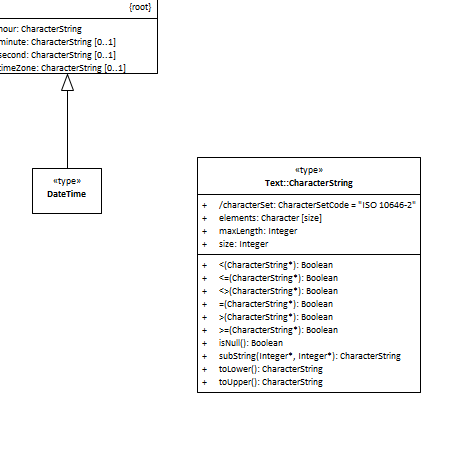 {root}
hour: CharacterString
minute: CharacterString [0..1]
second: CharacterString [0..1]
timeZone: CharacterString [0..1]
«type»
DateTime
«type»
Text::CharacterString
+ /characterSet: CharacterSetCode = "ISO 10646-2"
+ elements: Character [size]
+ maxLength: Integer
+ size: Integer
+ <(CharacterString*): Boolean
+ <=(CharacterString*): Boolean
+ <>(CharacterString*): Boolean
+ =(CharacterString*): Boolean
+ >(CharacterString*): Boolean
+ >=(CharacterString*): Boolean
+ isNull(): Boolean
+ subString(Integer*, Integer*): CharacterString
+ toLower(): CharacterString
+ toUpper(): CharacterString